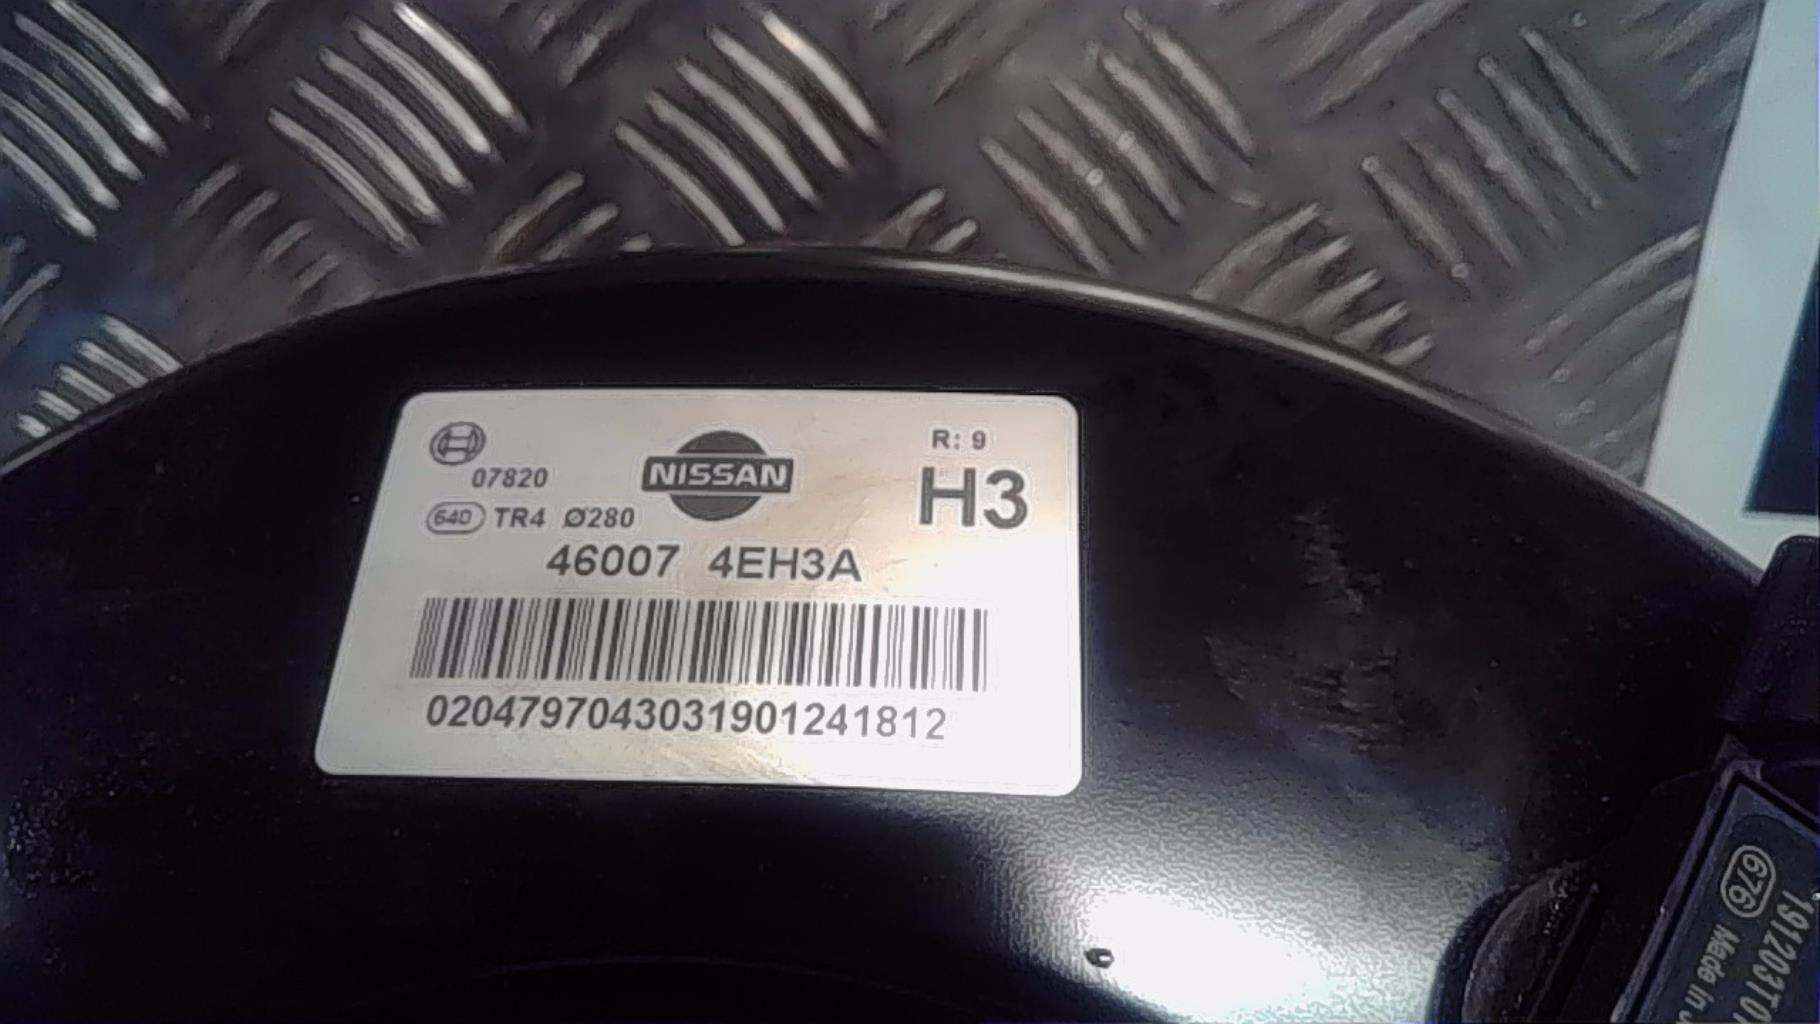 07820
NISSAN
R: 9
640 TR4 Ø280
H3
46007 4EH3A
0204797043031901241812
676
Made in